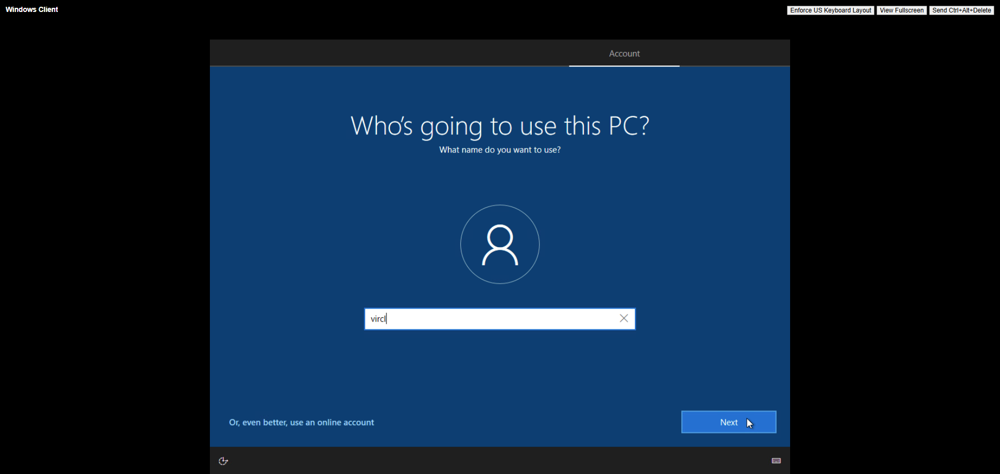 Windows Client
Enforce US Keyboard Layout View Fullscreen Send Ctrl+Alt+Delete
Account
Who's going to use this PC?
What name do you want to use?
vircl
Or, even better, use an online account
Next